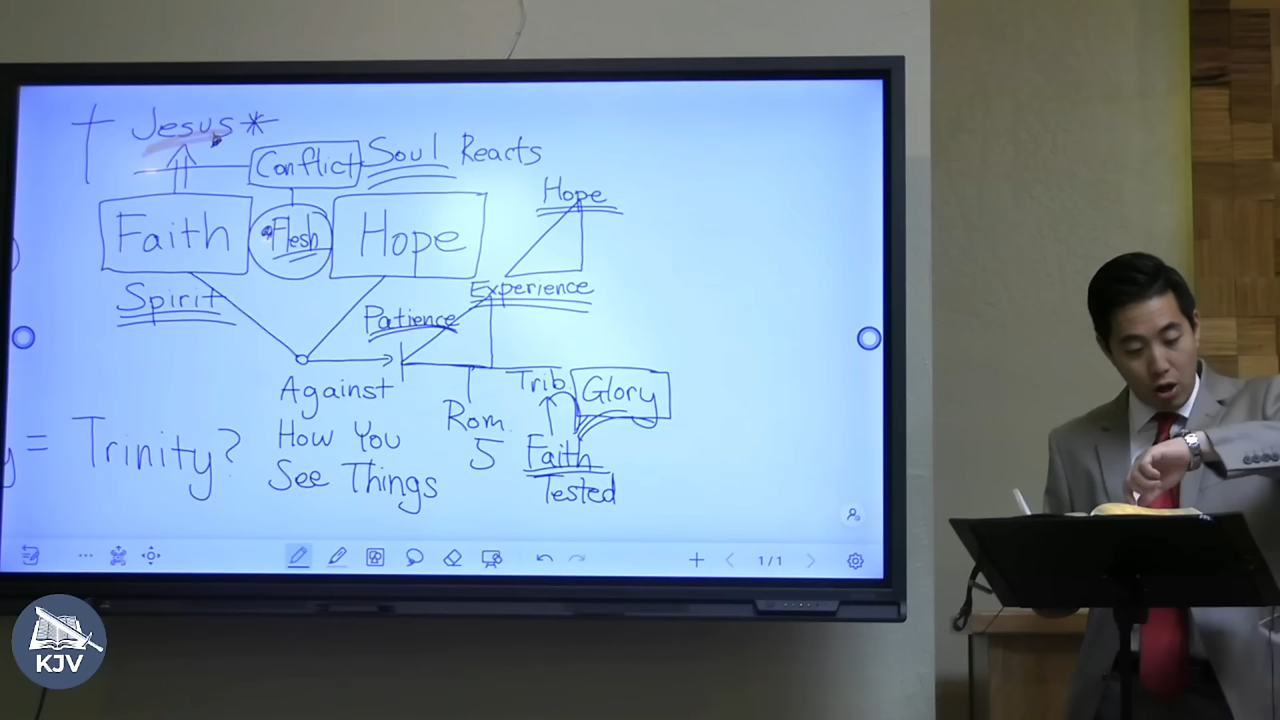 Jesus*
Conflict
Soul Reacts
Faith
Flesh
Hope
Hope
Spirit
Patience
Experience
Against
How You
See Things
Rom.
5
Trib.
Glory
Faith
Tested
= Trinity?
1/1
KJV